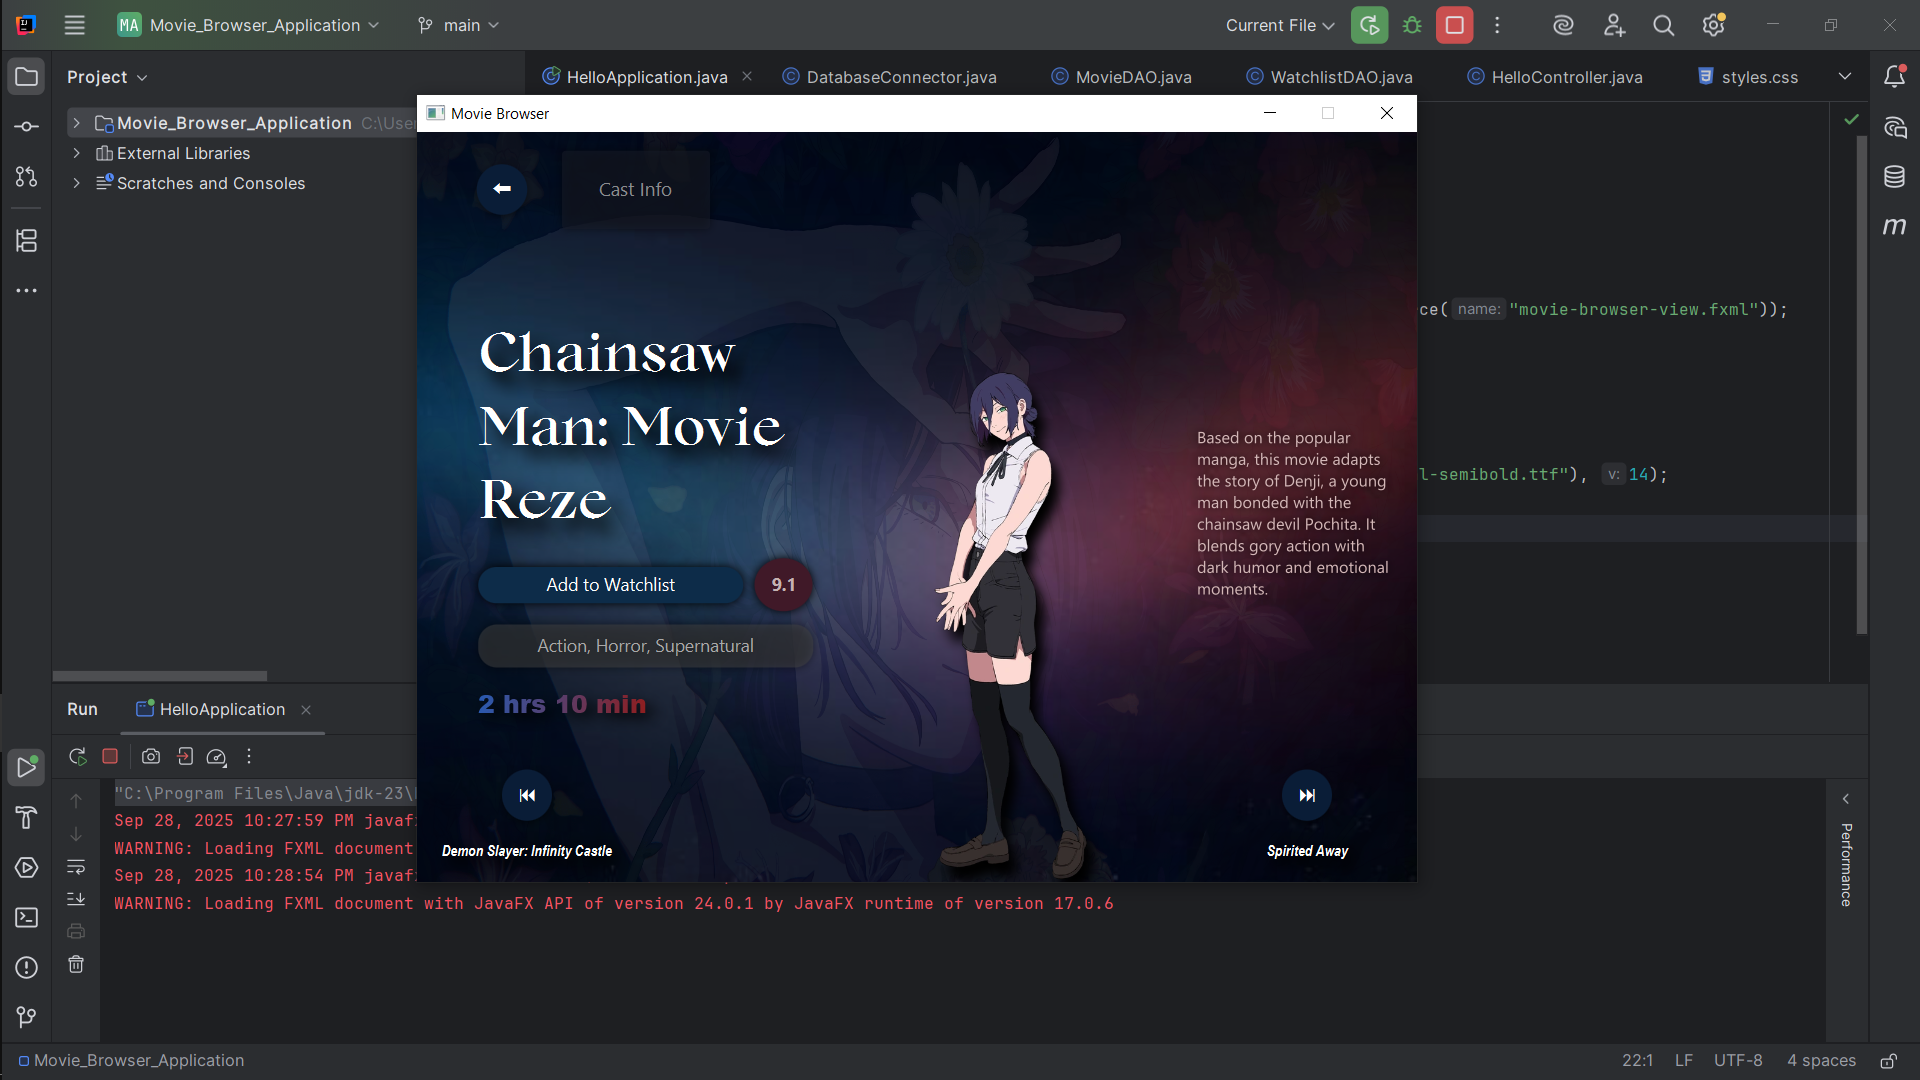 MA Movie_Browser_Application
main
Current File
Project
HelloApplication.java
DatabaseConnector.java
MovieDAO.java
WatchlistDAO.java
HelloController.java
styles.css
Movie_Browser_Application C:\User
External Libraries
Scratches and Consoles
Movie Browser
Cast Info
Chainsaw
Man: Movie
Reze
Add to Watchlist
9.1
Action, Horror, Supernatural
2 hrs 10 min
Based on the popular
manga, this movie adapts
the story of Denji, a young
man bonded with the
chainsaw devil Pochita. It
blends gory action with
dark humor and emotional
moments.
Demon Slayer: Infinity Castle
Spirited Away
ce( name: "movie-browser-view.fxml"));
l-semibold.ttf"), v: 14);
m
Run
HelloApplication
"C:\Program Files\Java\jdk-23\
Sep 28, 2025 10:27:59 PM javaf
WARNING: Loading FXML document
Sep 28, 2025 10:28:54 PM javaf
WARNING: Loading FXML document with JavaFX API of version 24.0.1 by JavaFX runtime of version 17.0.6
Performance
Movie_Browser_Application
22:1
LF
UTF-8
4 spaces